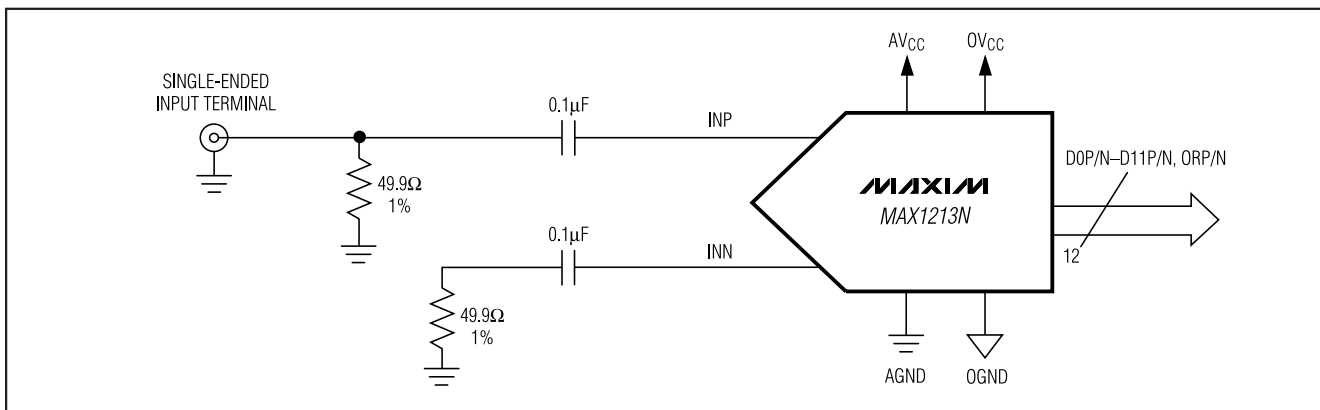 SINGLE-ENDED
INPUT TERMINAL
0.1μF
INP
49.9Ω
1%
0.1μF
INN
49.9Ω
1%
AVCC
OVCC
MAXIM
MAX1213N
D0P/N–D11P/N, ORP/N
12
AGND
OGND